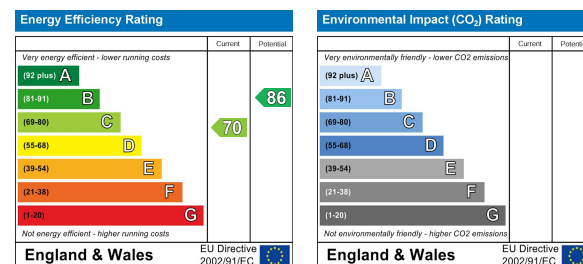 Energy Efficiency Rating
Current Potential
Very energy efficient - lower running costs
(92 plus) A
(81-91) B 86
(69-80) C 70
(55-68) D
(39-54) E
(21-38) F
(1-20) G
Not energy efficient - higher running costs
England & Wales
EU Directive
2002/91/EC
Environmental Impact (CO₂) Rating
Current Potential
Very environmentally friendly - lower CO2 emissions
(92 plus) A
(81-91) B
(69-80) C
(55-68) D
(39-54) E
(21-38) F
(1-20) G
Not environmentally friendly - higher CO2 emissions
England & Wales
EU Directive
2002/91/EC